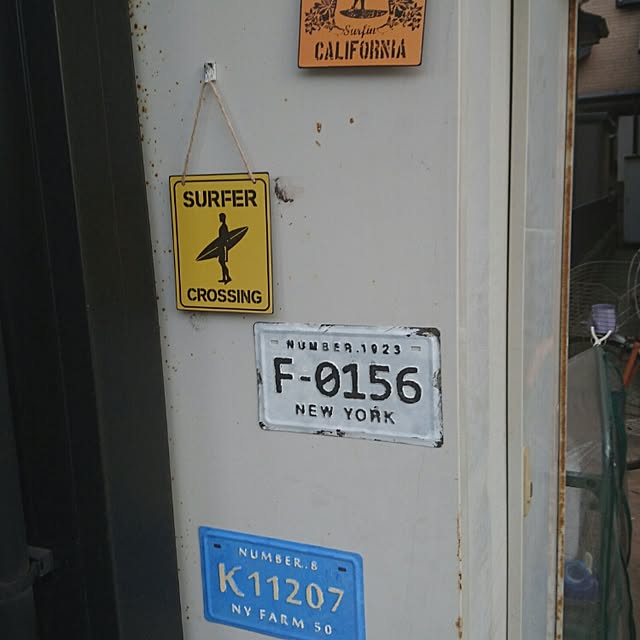 Surfin'
CALIFORNIA
SURFER
CROSSING
NUMBER.1923
F-0156
NEW YORK
NUMBER.8
K11207
NY FARM 50